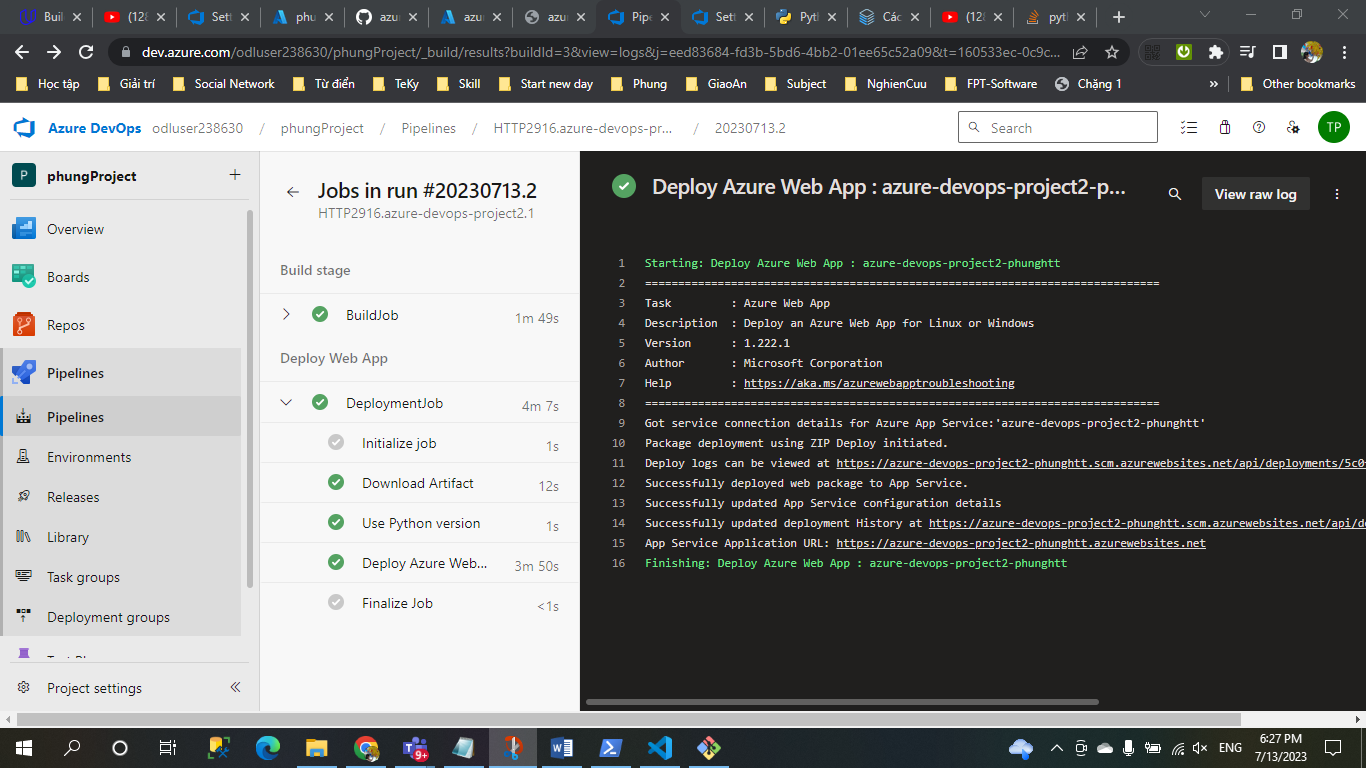 Buil
(128
Sett
phu
azur
azur
azur
Pipe
Sett
Pyth
Các
(128
pyth
dev.azure.com/odluser238630/phungProject/_build/results?buildId=3&view=logs&j=eed83684-fd3b-5bd6-4bb2-01ee65c52a09&t=160533ec-0c9c...
Học tập
Giải trí
Social Network
Từ điển
TeKy
Skill
Start new day
Phung
GiaoAn
Subject
NghienCuu
FPT-Software
Chặng 1
»
Other bookmarks
Azure DevOps odluser238630 / phungProject / Pipelines / HTTP2916.azure-devops-pr... / 20230713.2
Search
TP
P phungProject
Overview
Boards
Repos
Pipelines
Pipelines
Environments
Releases
Library
Task groups
Deployment groups
Project settings
Jobs in run #20230713.2
HTTP2916.azure-devops-project2.1
Build stage
BuildJob 1m 49s
Deploy Web App
DeploymentJob 4m 7s
Initialize job 1s
Download Artifact 12s
Use Python version 1s
Deploy Azure Web... 3m 50s
Finalize Job <1s
Deploy Azure Web App : azure-devops-project2-p...
View raw log
1 Starting: Deploy Azure Web App : azure-devops-project2-phunghtt
2 ==============================================================================
3 Task : Azure Web App
4 Description : Deploy an Azure Web App for Linux or Windows
5 Version : 1.222.1
6 Author : Microsoft Corporation
7 Help : https://aka.ms/azurewebapptroubleshooting
8 ==============================================================================
9 Got service connection details for Azure App Service:'azure-devops-project2-phunghtt'
10 Package deployment using ZIP Deploy initiated.
11 Deploy logs can be viewed at https://azure-devops-project2-phunghtt.scm.azurewebsites.net/api/deployments/5c0
12 Successfully deployed web package to App Service.
13 Successfully updated App Service configuration details
14 Successfully updated deployment History at https://azure-devops-project2-phunghtt.scm.azurewebsites.net/api/de
15 App Service Application URL: https://azure-devops-project2-phunghtt.azurewebsites.net
16 Finishing: Deploy Azure Web App : azure-devops-project2-phunghtt
9+
ENG
6:27 PM
7/13/2023